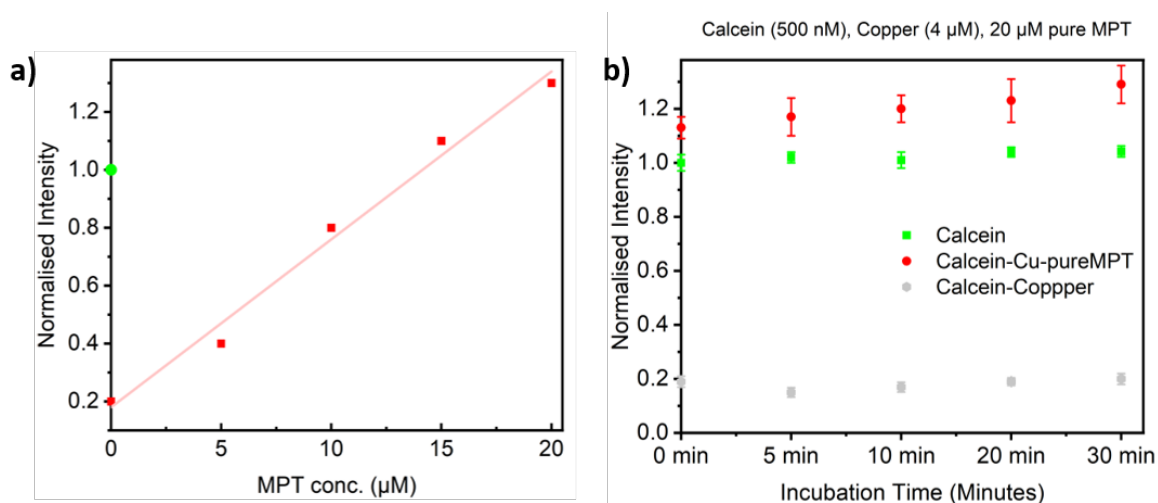 a)
Normalised Intensity
1.2
1.0
0.8
0.6
0.4
0.2
0 5 10 15 20
MPT conc. (µM)
Calcein (500 nM), Copper (4 µM), 20 µM pure MPT
b)
Normalised Intensity
1.2
1.0
0.8
0.6
0.4
0.2
0.0
Calcein
Calcein-Cu-pureMPT
Calcein-Coppper
0 min 5 min 10 min 20 min 30 min
Incubation Time (Minutes)